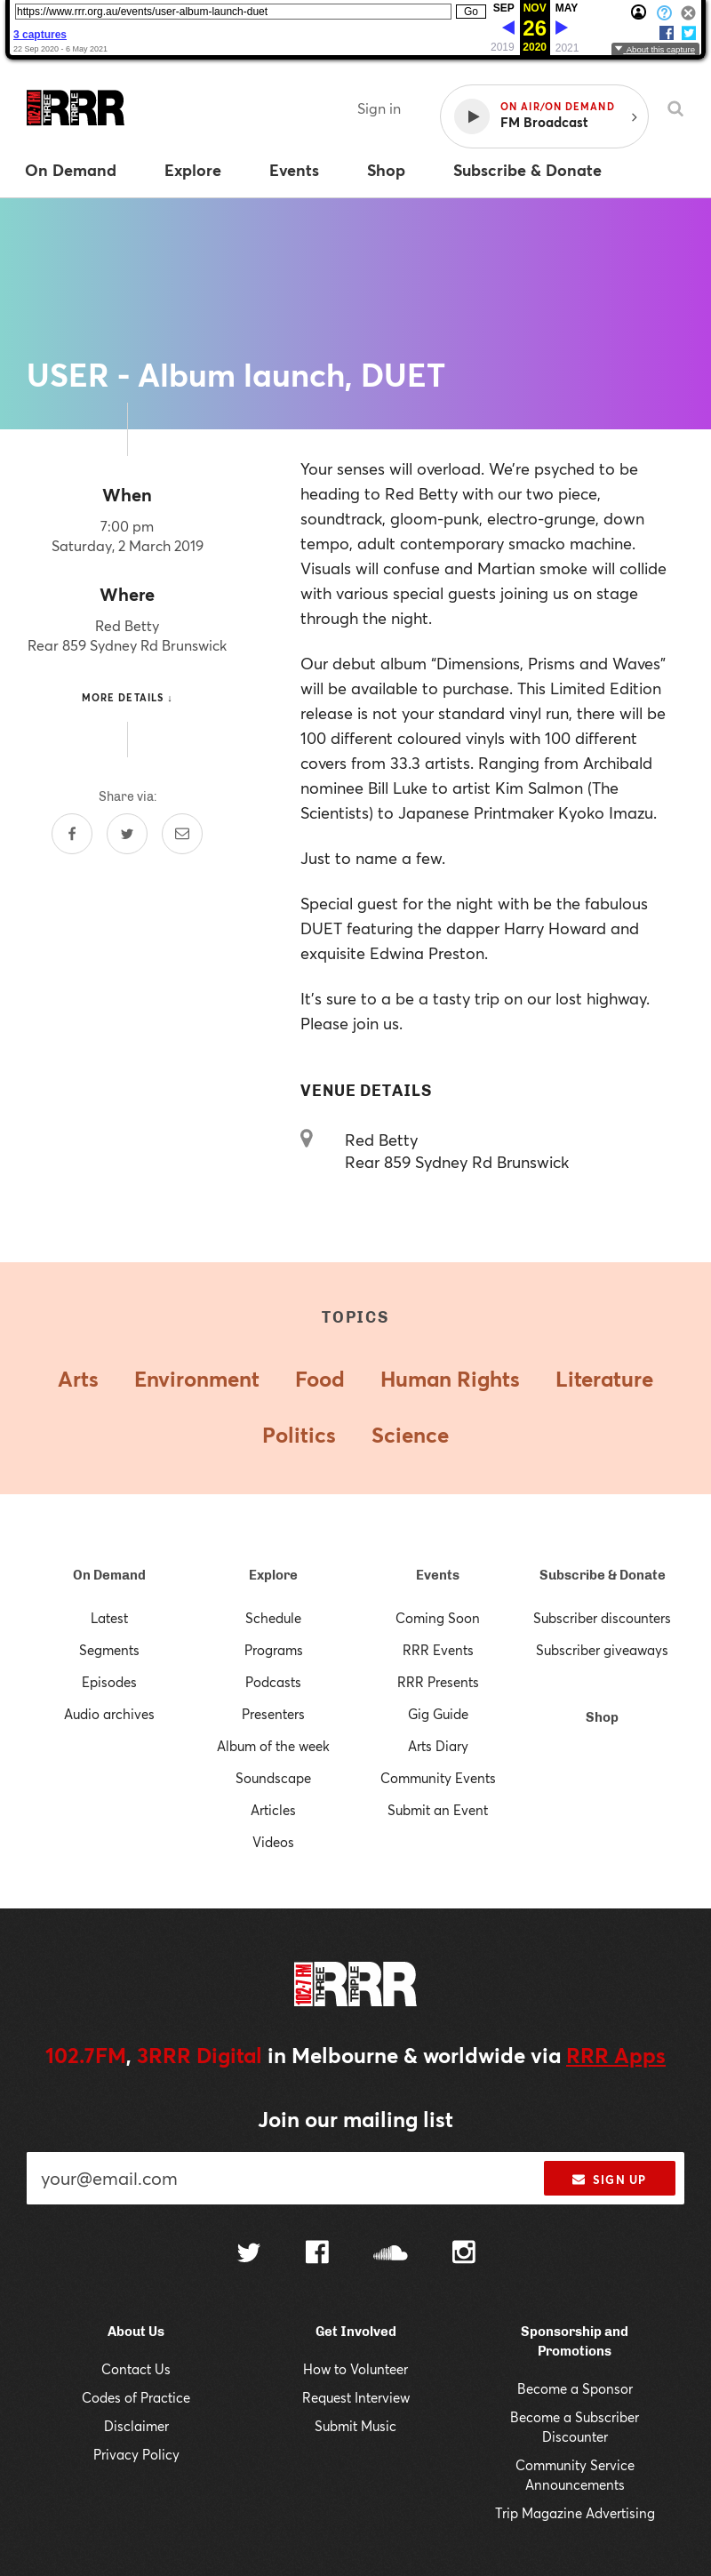 https://www.rrr.org.au/events/user-album-launch-duet
Go
SEP NOV MAY
26
2019 2020 2021
3 captures
22 Sep 2020 - 6 May 2021
About this capture
102.7 FM THREE TRIPLE RRR
Sign in
ON AIR/ON DEMAND
FM Broadcast
On Demand
Explore
Events
Shop
Subscribe & Donate
USER - Album launch, DUET
When
7:00 pm
Saturday, 2 March 2019
Where
Red Betty
Rear 859 Sydney Rd Brunswick
MORE DETAILS ↓
Share via:
Your senses will overload. We’re psyched to be
heading to Red Betty with our two piece,
soundtrack, gloom-punk, electro-grunge, down
tempo, adult contemporary smacko machine.
Visuals will confuse and Martian smoke will collide
with various special guests joining us on stage
through the night.
Our debut album “Dimensions, Prisms and Waves”
will be available to purchase. This Limited Edition
release is not your standard vinyl run, there will be
100 different coloured vinyls with 100 different
covers from 33.3 artists. Ranging from Archibald
nominee Bill Luke to artist Kim Salmon (The
Scientists) to Japanese Printmaker Kyoko Imazu.
Just to name a few.
Special guest for the night with be the fabulous
DUET featuring the dapper Harry Howard and
exquisite Edwina Preston.
It’s sure to a be a tasty trip on our lost highway.
Please join us.
VENUE DETAILS
Red Betty
Rear 859 Sydney Rd Brunswick
TOPICS
Arts
Environment
Food
Human Rights
Literature
Politics
Science
On Demand
Latest
Segments
Episodes
Audio archives
Explore
Schedule
Programs
Podcasts
Presenters
Album of the week
Soundscape
Articles
Videos
Events
Coming Soon
RRR Events
RRR Presents
Gig Guide
Arts Diary
Community Events
Submit an Event
Subscribe & Donate
Subscriber discounters
Subscriber giveaways
Shop
102.7 FM THREE TRIPLE RRR
102.7FM, 3RRR Digital in Melbourne & worldwide via RRR Apps
Join our mailing list
your@email.com
SIGN UP
About Us
Contact Us
Codes of Practice
Disclaimer
Privacy Policy
Get Involved
How to Volunteer
Request Interview
Submit Music
Sponsorship and
Promotions
Become a Sponsor
Become a Subscriber
Discounter
Community Service
Announcements
Trip Magazine Advertising